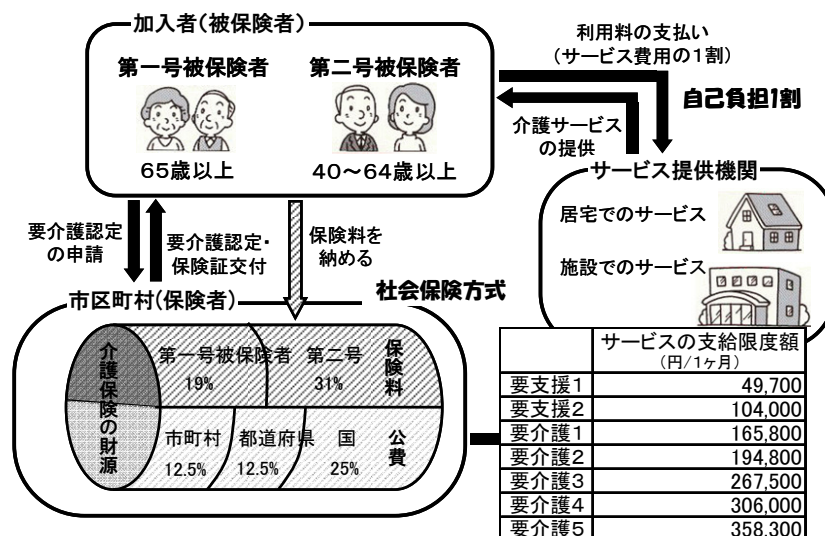 加入者(被保険者)
第一号被保険者
65歳以上
第二号被保険者
40～64歳以上
利用料の支払い
(サービス費用の1割)
自己負担1割
介護サービス
の提供
サービス提供機関
居宅でのサービス
施設でのサービス
要介護認定
の申請
要介護認定・
保険証交付
保険料を
納める
社会保険方式
市区町村(保険者)
介護保険の財源
第一号被保険者
19%
第二号
31%
保険料
市町村
12.5%
都道府県
12.5%
国
25%
公費
サービスの支給限度額
(円/1ヶ月)
要支援1 49,700
要支援2 104,000
要介護1 165,800
要介護2 194,800
要介護3 267,500
要介護4 306,000
要介護5 358,300